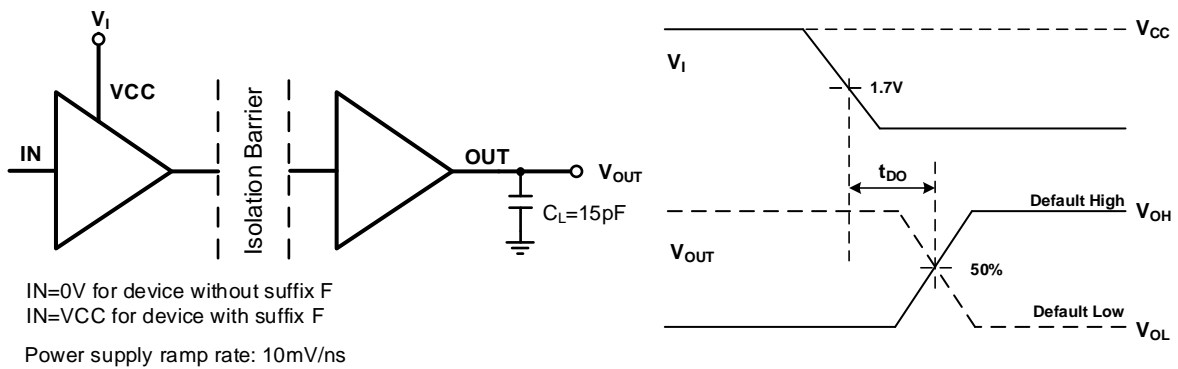 VI
VCC
IN
Isolation Barrier
OUT
VOUT
CL=15pF
IN=0V for device without suffix F
IN=VCC for device with suffix F
Power supply ramp rate: 10mV/ns
VI
VCC
1.7V
tDO
Default High
VOH
VOUT
50%
Default Low
VOL